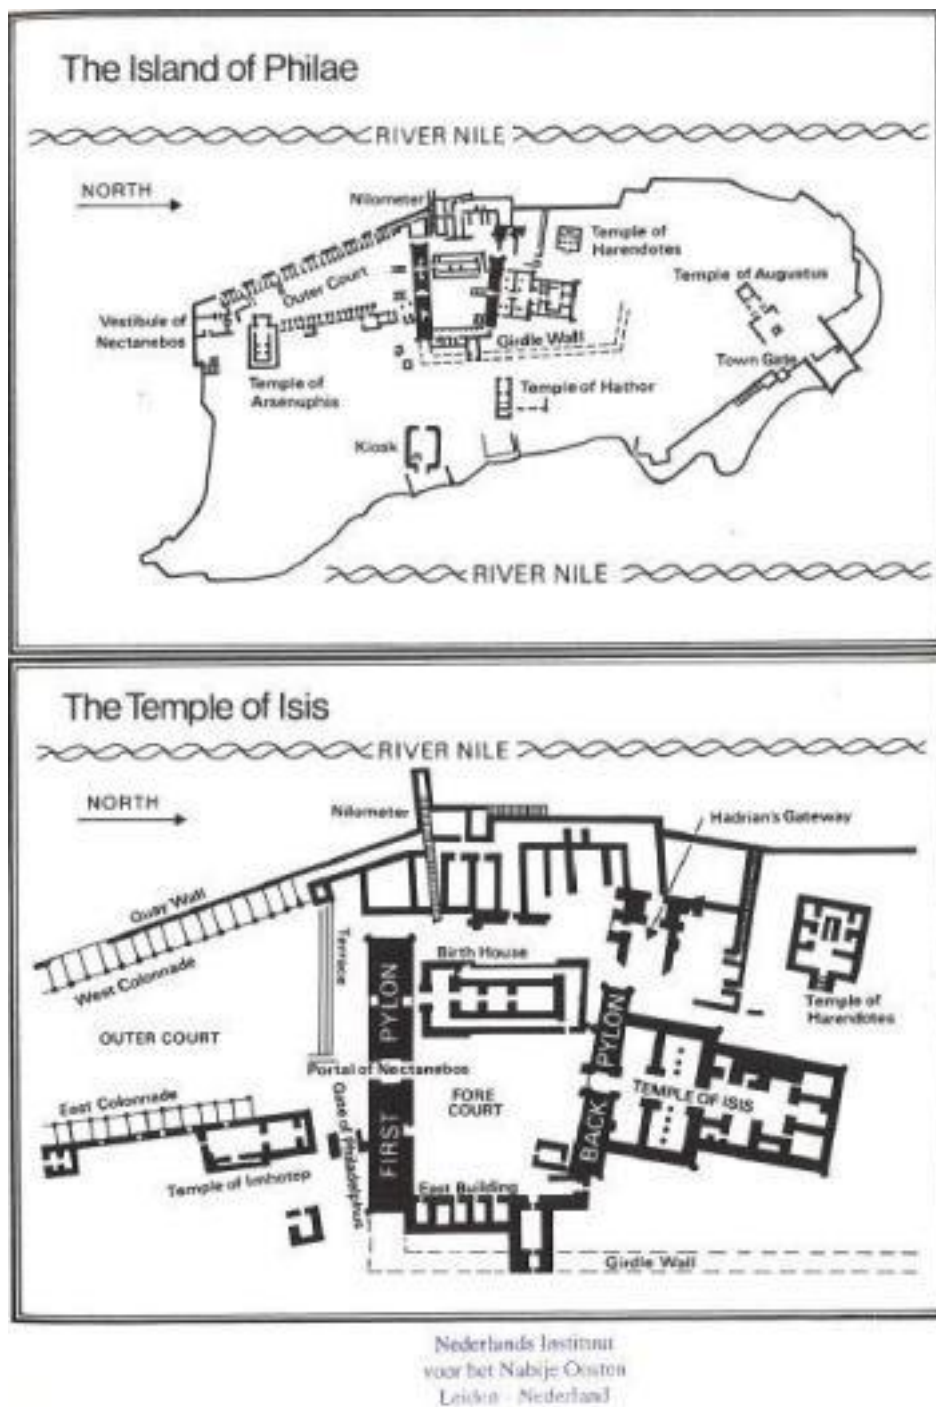 The Island of Philae
RIVER NILE
NORTH
Nilometer
Temple of
Harendotes
Outer Court
Temple of Augustus
Vestibule of
Nectanebos
Girdle Wall
Town Gate
Temple of
Arsenuphis
Temple of Hathor
Kiosk
RIVER NILE
The Temple of Isis
RIVER NILE
NORTH
Nilometer
Hadrian's Gateway
Quay Wall
West Colonnade
Terrace
PYLON
Birth House
Temple of
Harendotes
OUTER COURT
PYLON
Portal of Nectanebos
FORE
COURT
TEMPLE OF ISIS
East Colonnade
Gate of Philadelphus
FIRST
BACK
Temple of Imhotep
East Building
Girdle Wall
Nederlands Instituut
voor het Nabije Oosten
Leiden - Nederland